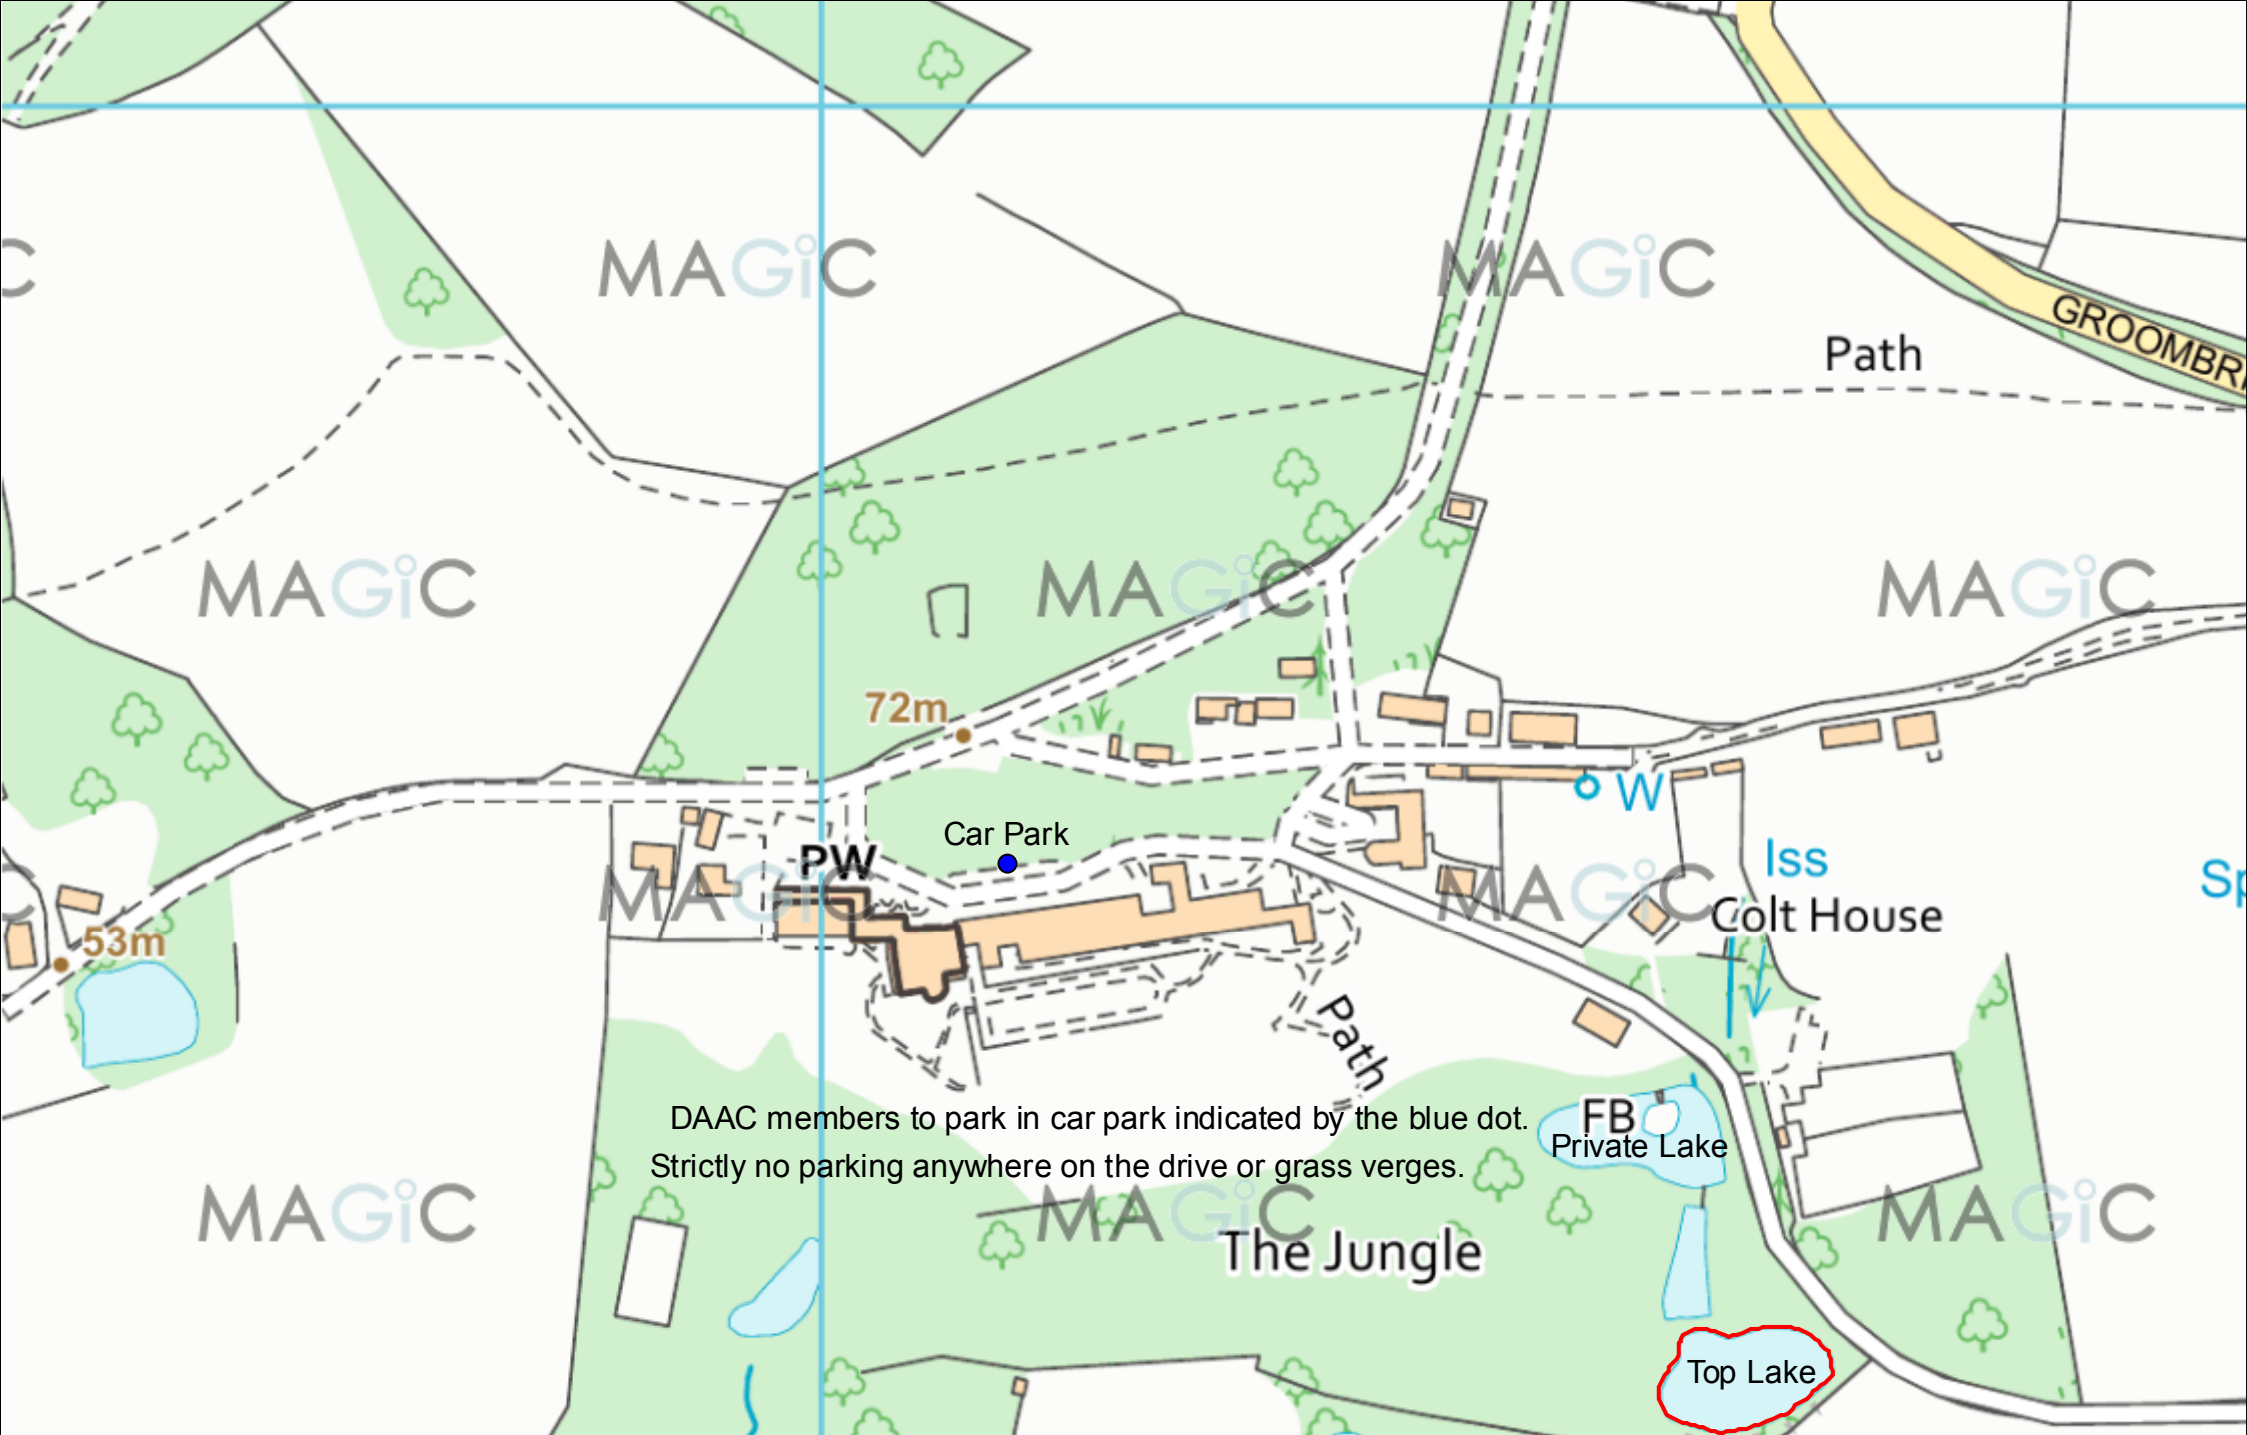 MAGiC
MAGiC
GROOMBRI
Path
MAGiC
MAGiC
MAGiC
72m
W
Car Park
PW
Iss
MAGiC
MAGiC
Sp
Colt House
53m
Path
DAAC members to park in car park indicated by the blue dot.
FB
Private Lake
Strictly no parking anywhere on the drive or grass verges.
MAGiC
MAGiC
MAGiC
The Jungle
Top Lake